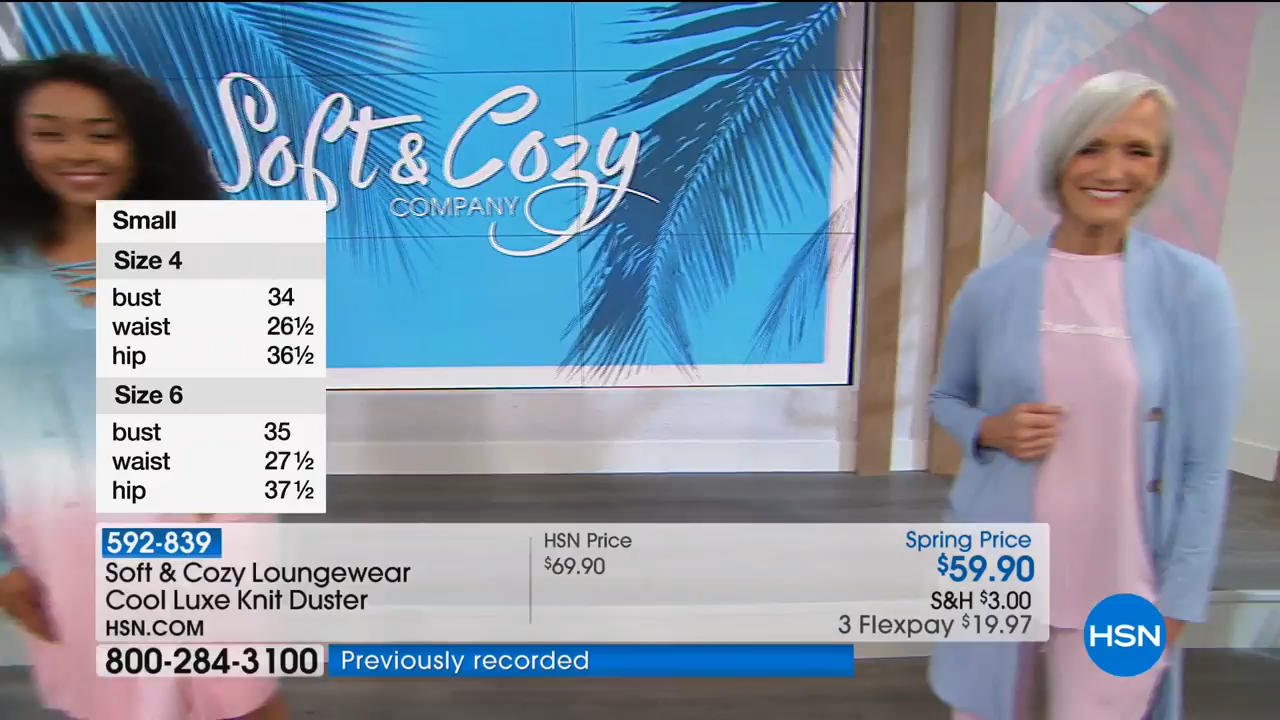 Soft & Cozy
COMPANY
Small
Size 4
bust 34
waist 26½
hip 36½
Size 6
bust 35
waist 27½
hip 37½
592-839
Soft & Cozy Loungewear
Cool Luxe Knit Duster
HSN.COM
HSN Price
$69.90
Spring Price
$59.90
S&H $3.00
3 Flexpay $19.97
HSN
800-284-3100
Previously recorded